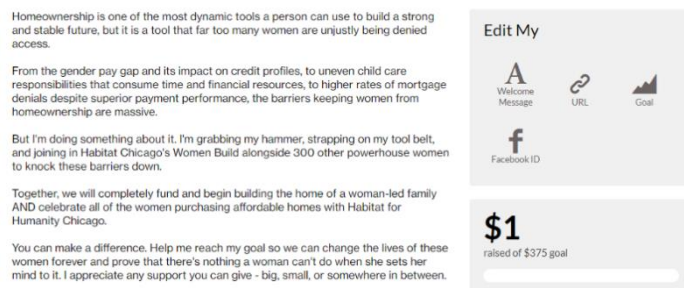 Homeownership is one of the most dynamic tools a person can use to build a strong
and stable future, but it is a tool that far too many women are unjustly being denied
access.
From the gender pay gap and its impact on credit profiles, to uneven child care
responsibilities that consume time and financial resources, to higher rates of mortgage
denials despite superior payment performance, the barriers keeping women from
homeownership are massive.
But I'm doing something about it. I'm grabbing my hammer, strapping on my tool belt,
and joining in Habitat Chicago's Women Build alongside 300 other powerhouse women
to knock these barriers down.
Together, we will completely fund and begin building the home of a woman-led family
AND celebrate all of the women purchasing affordable homes with Habitat for
Humanity Chicago.
You can make a difference. Help me reach my goal so we can change the lives of these
women forever and prove that there's nothing a woman can't do when she sets her
mind to it. I appreciate any support you can give - big, small, or somewhere in between.
Edit My
Welcome
Message
URL
Goal
Facebook ID
$1
raised of $375 goal